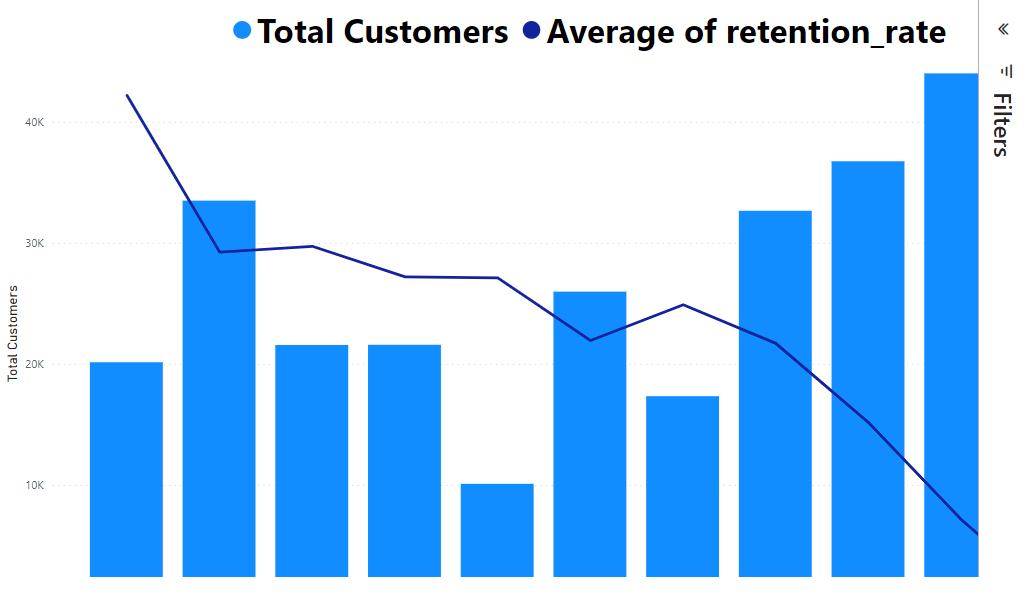 Total Customers Average of retention_rate
Filters
40K
30K
20K
10K
Total Customers